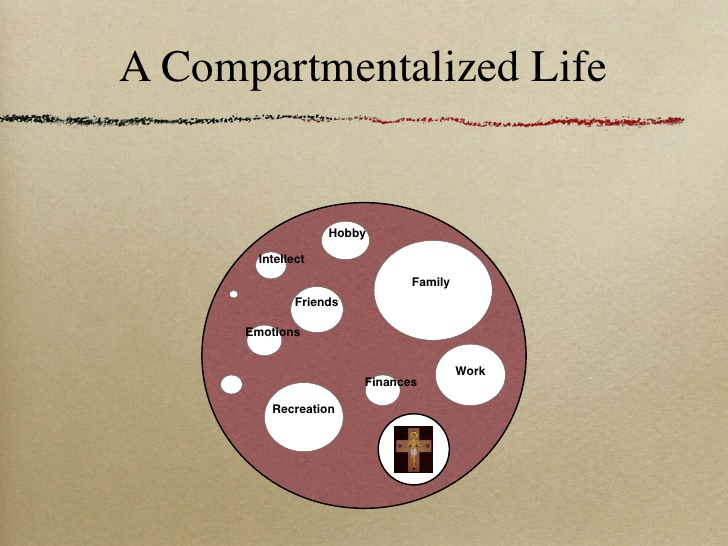 A Compartmentalized Life
Hobby
Intellect
Family
Friends
Emotions
Work
Finances
Recreation